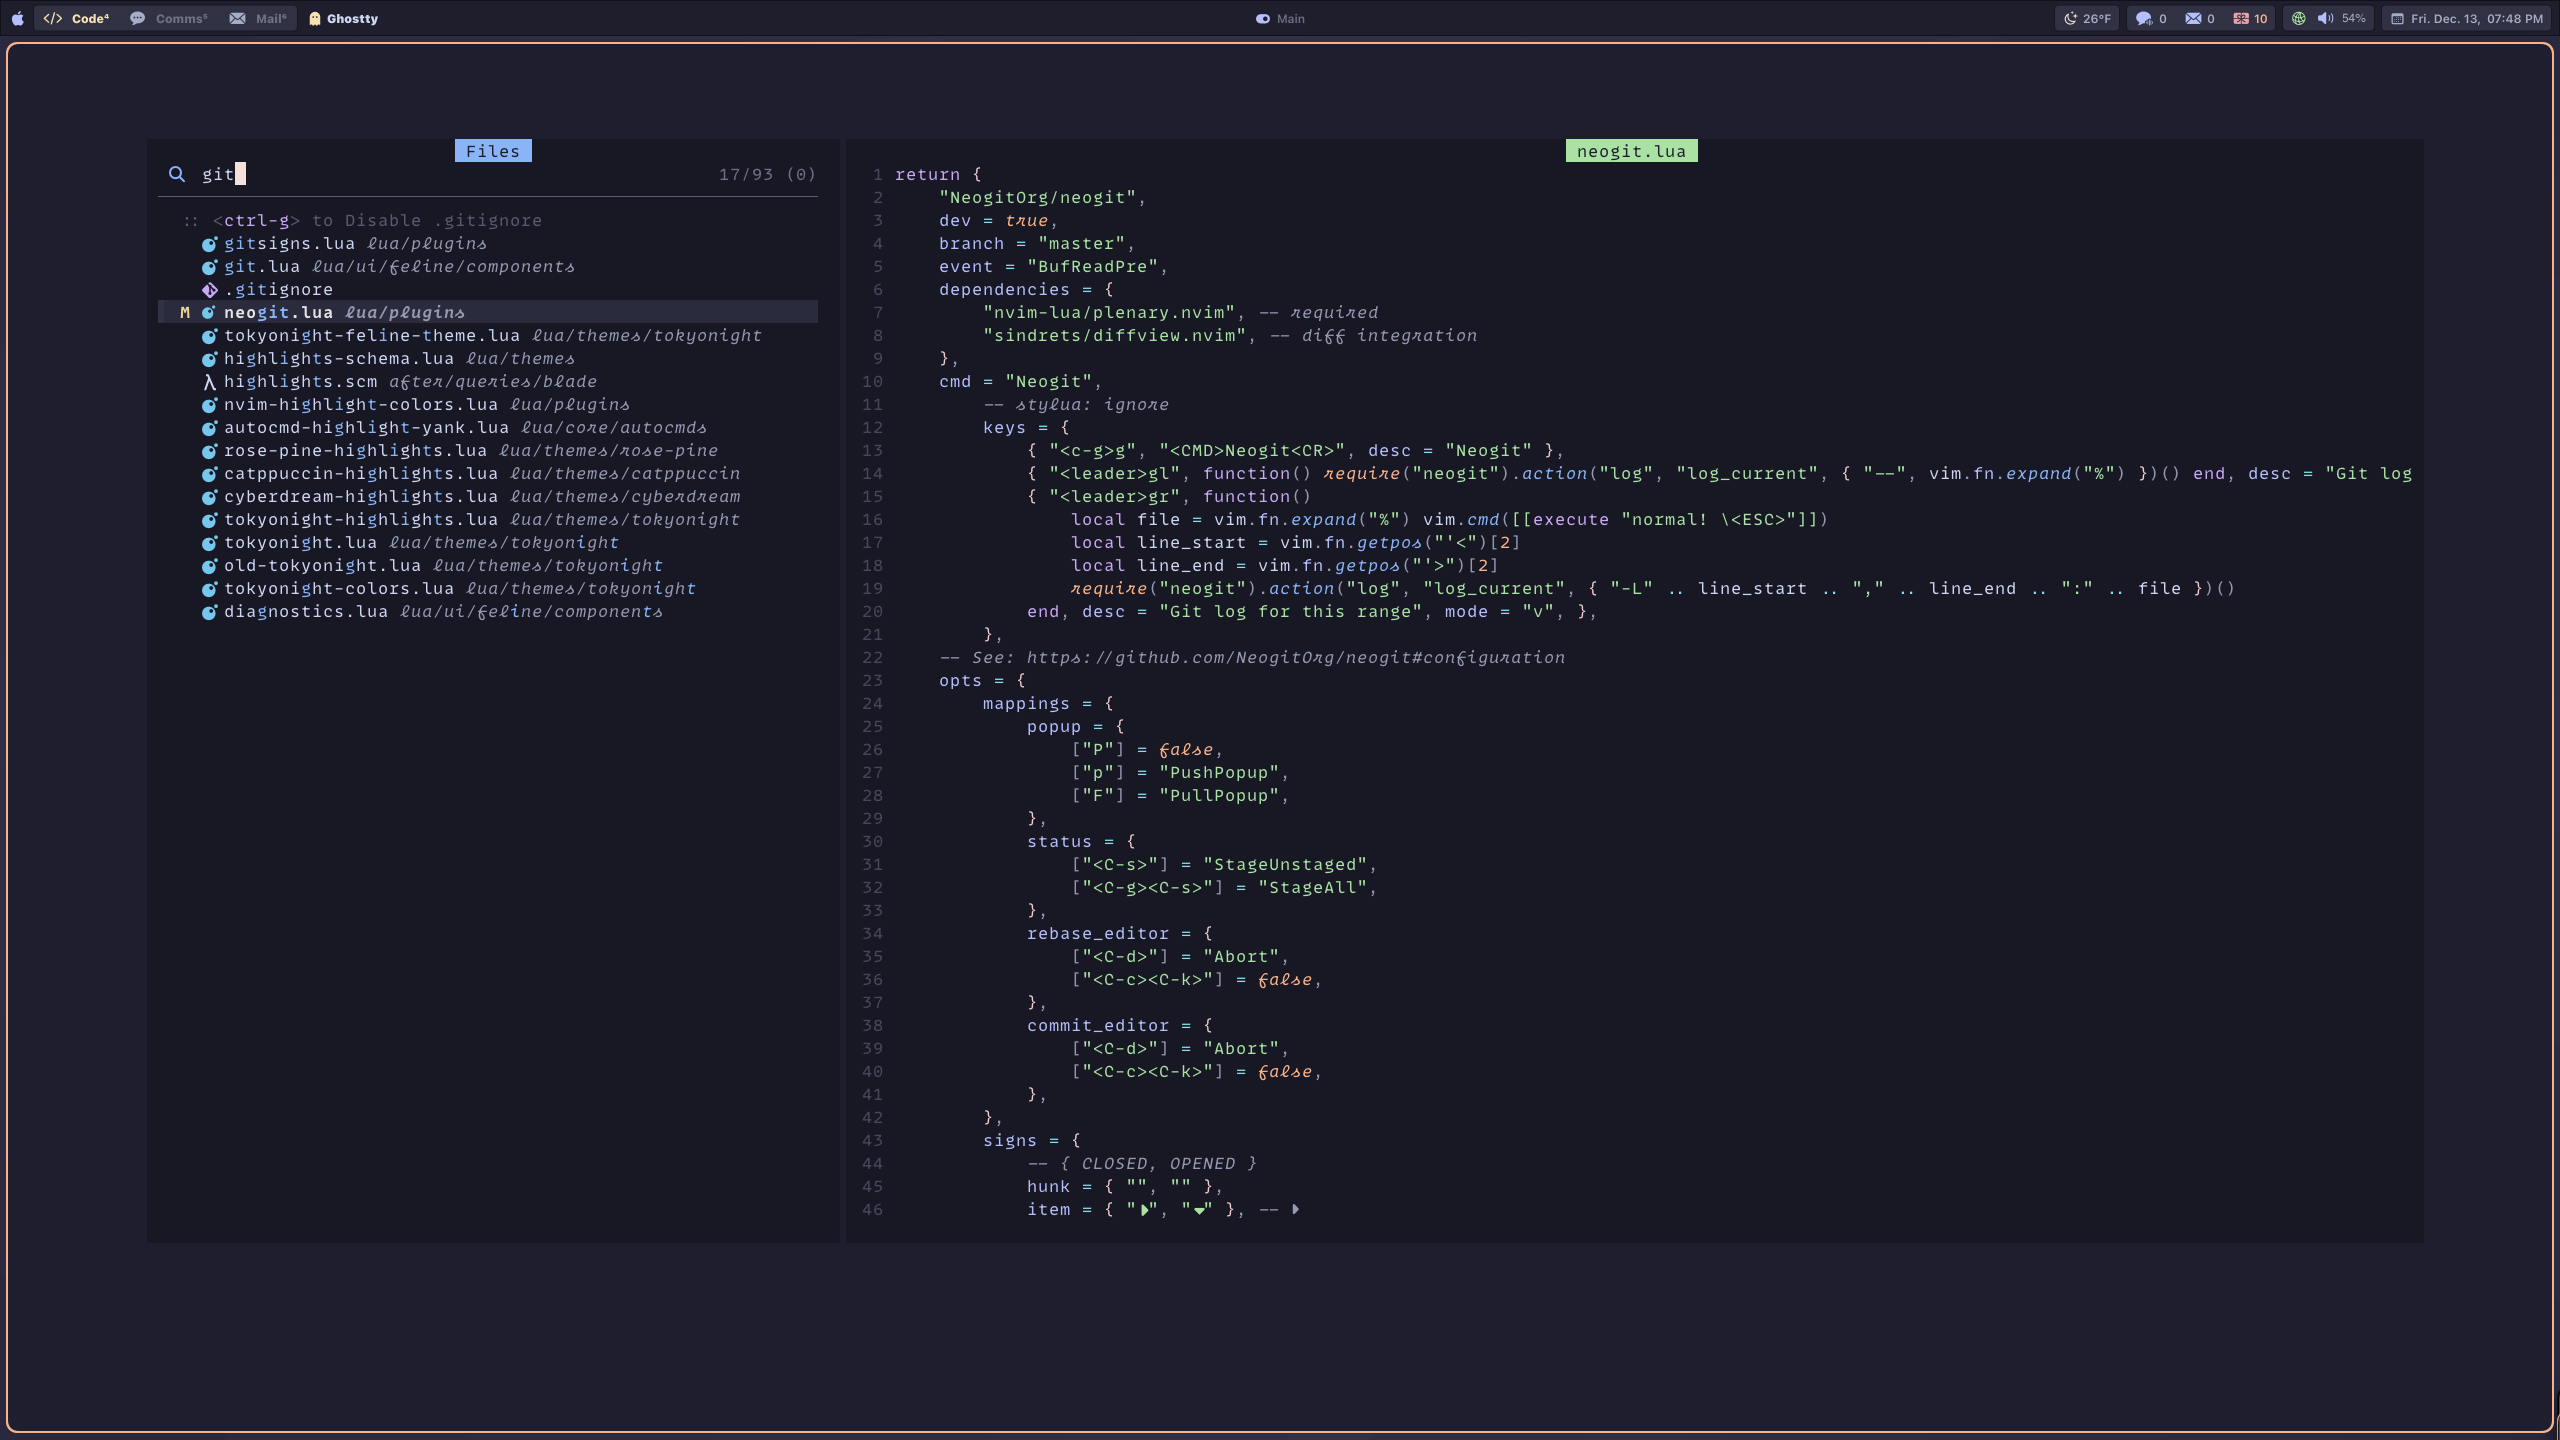 </> Code⁴ Comms⁵ Mail⁶ Ghostty
Main
26°F 0 0 10 54% Fri. Dec. 13, 07:48 PM
Files
git 17/93 (0)
:: <ctrl-g> to Disable .gitignore
gitsigns.lua lua/plugins
git.lua lua/ui/feline/components
.gitignore
M neogit.lua lua/plugins
tokyonight-feline-theme.lua lua/themes/tokyonight
highlights-schema.lua lua/themes
λ highlights.scm after/queries/blade
nvim-highlight-colors.lua lua/plugins
autocmd-highlight-yank.lua lua/core/autocmds
rose-pine-highlights.lua lua/themes/rose-pine
catppuccin-highlights.lua lua/themes/catppuccin
cyberdream-highlights.lua lua/themes/cyberdream
tokyonight-highlights.lua lua/themes/tokyonight
tokyonight.lua lua/themes/tokyonight
old-tokyonight.lua lua/themes/tokyonight
tokyonight-colors.lua lua/themes/tokyonight
diagnostics.lua lua/ui/feline/components
neogit.lua
1 return {
2     "NeogitOrg/neogit",
3     dev = true,
4     branch = "master",
5     event = "BufReadPre",
6     dependencies = {
7         "nvim-lua/plenary.nvim", -- required
8         "sindrets/diffview.nvim", -- diff integration
9     },
10     cmd = "Neogit",
11         -- stylua: ignore
12         keys = {
13             { "<c-g>g", "<CMD>Neogit<CR>", desc = "Neogit" },
14             { "<leader>gl", function() require("neogit").action("log", "log_current", { "--", vim.fn.expand("%") })() end, desc = "Git log
15             { "<leader>gr", function()
16                 local file = vim.fn.expand("%") vim.cmd([[execute "normal! \<ESC>"]])
17                 local line_start = vim.fn.getpos("'<")[2]
18                 local line_end = vim.fn.getpos("'>")[2]
19                 require("neogit").action("log", "log_current", { "-L" .. line_start .. "," .. line_end .. ":" .. file })()
20             end, desc = "Git log for this range", mode = "v", },
21         },
22     -- See: https://github.com/NeogitOrg/neogit#configuration
23     opts = {
24         mappings = {
25             popup = {
26                 ["P"] = false,
27                 ["p"] = "PushPopup",
28                 ["F"] = "PullPopup",
29             },
30             status = {
31                 ["<C-s>"] = "StageUnstaged",
32                 ["<C-g><C-s>"] = "StageAll",
33             },
34             rebase_editor = {
35                 ["<C-d>"] = "Abort",
36                 ["<C-c><C-k>"] = false,
37             },
38             commit_editor = {
39                 ["<C-d>"] = "Abort",
40                 ["<C-c><C-k>"] = false,
41             },
42         },
43         signs = {
44             -- { CLOSED, OPENED }
45             hunk = { "", "" },
46             item = { "", "" }, --